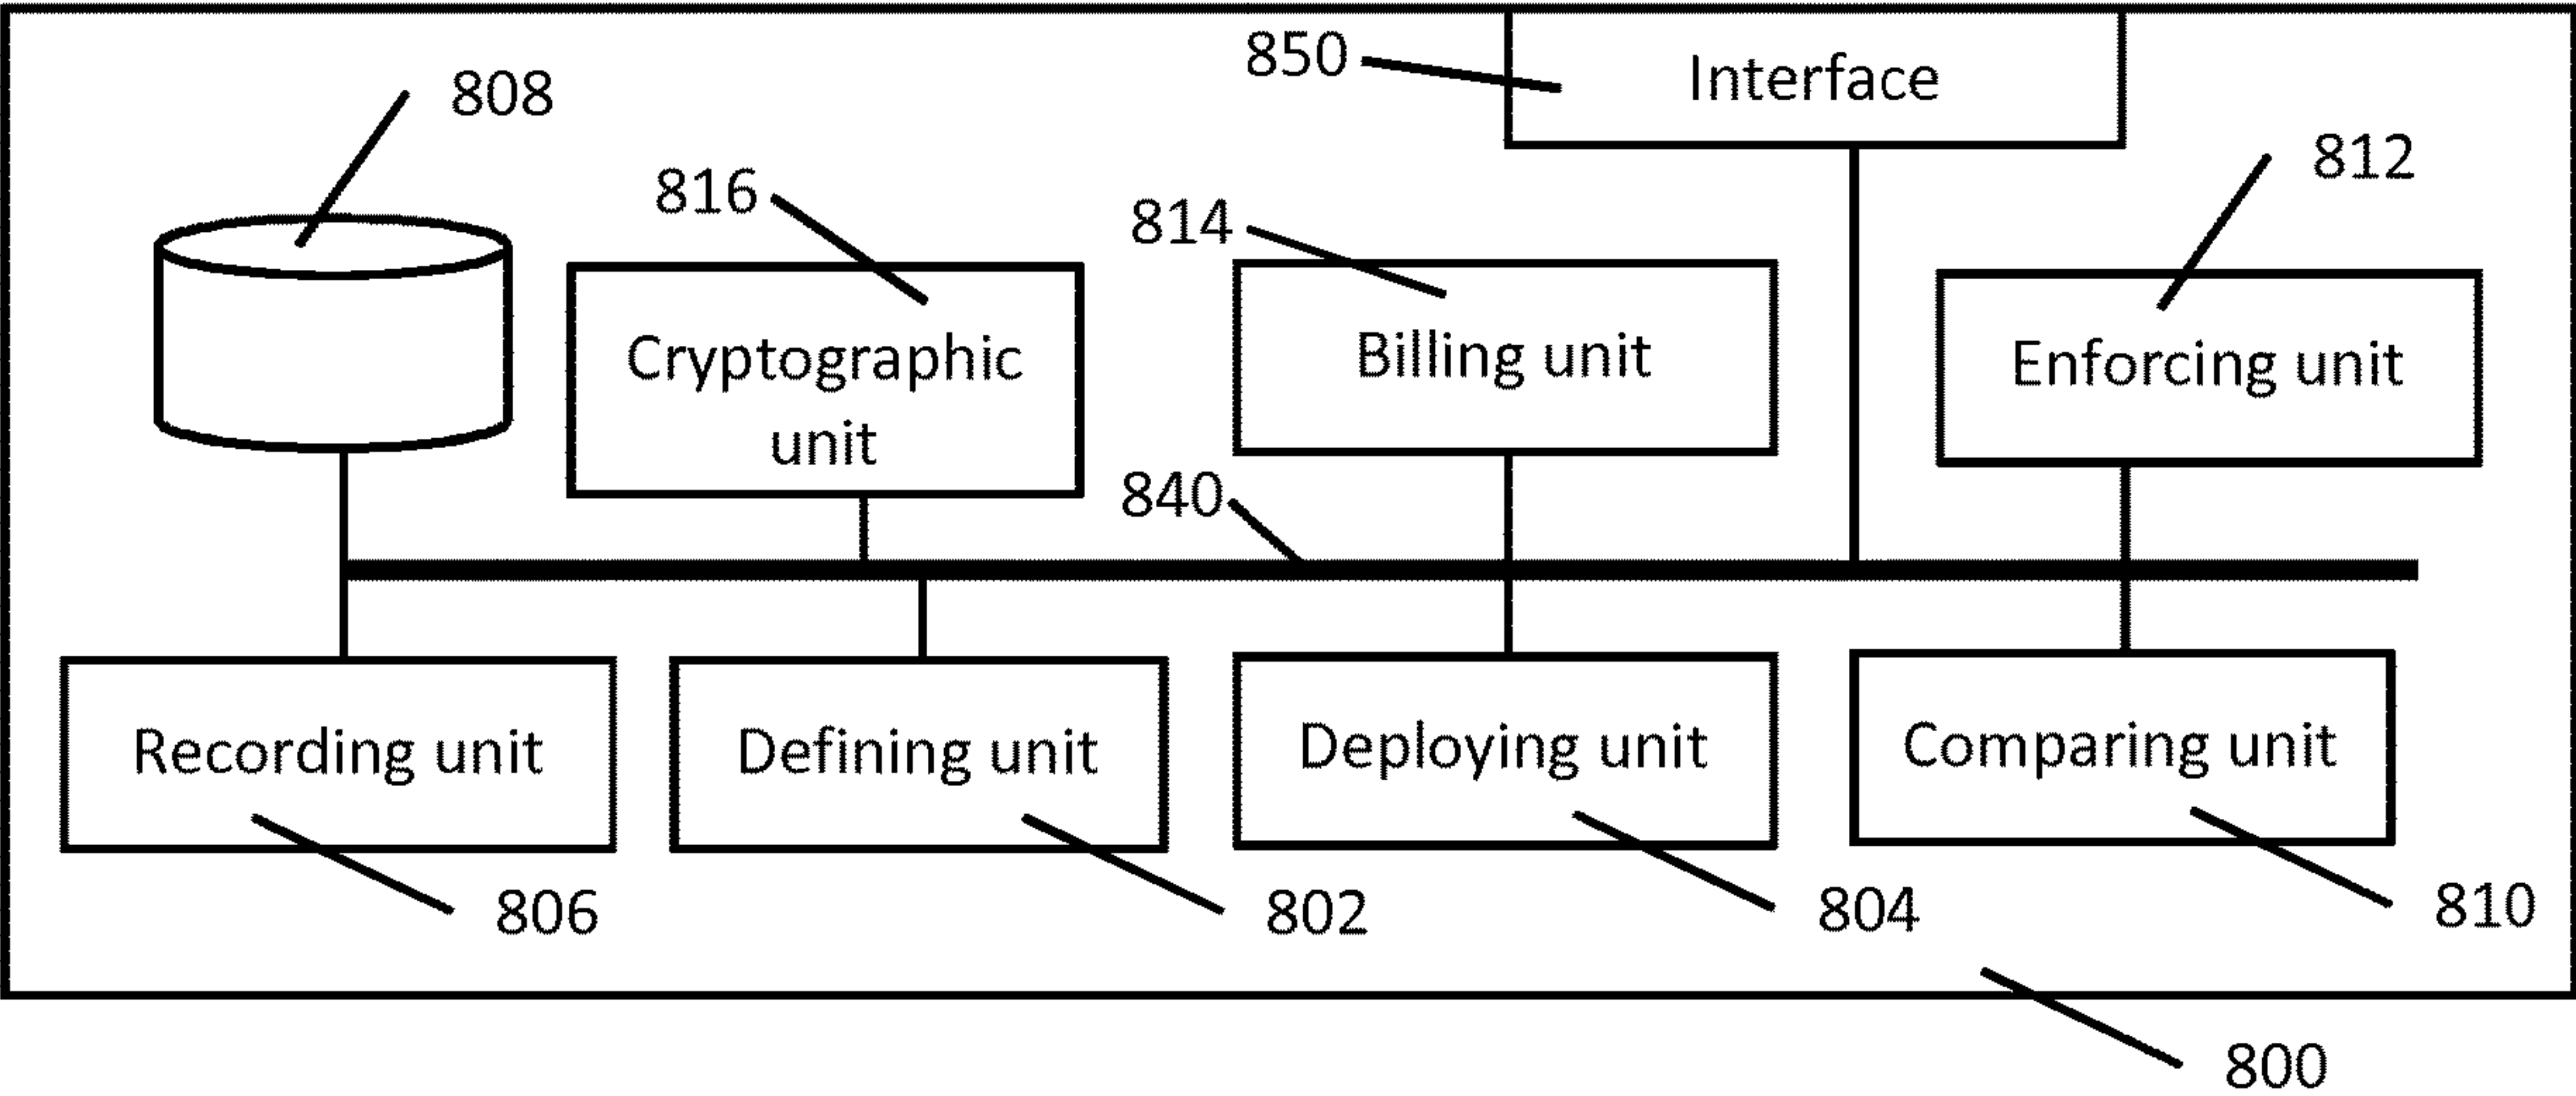 850
Interface
808
812
816
814
Cryptographic
unit
Billing unit
Enforcing unit
840
Recording unit
Defining unit
Deploying unit
Comparing unit
806
802
804
810
800